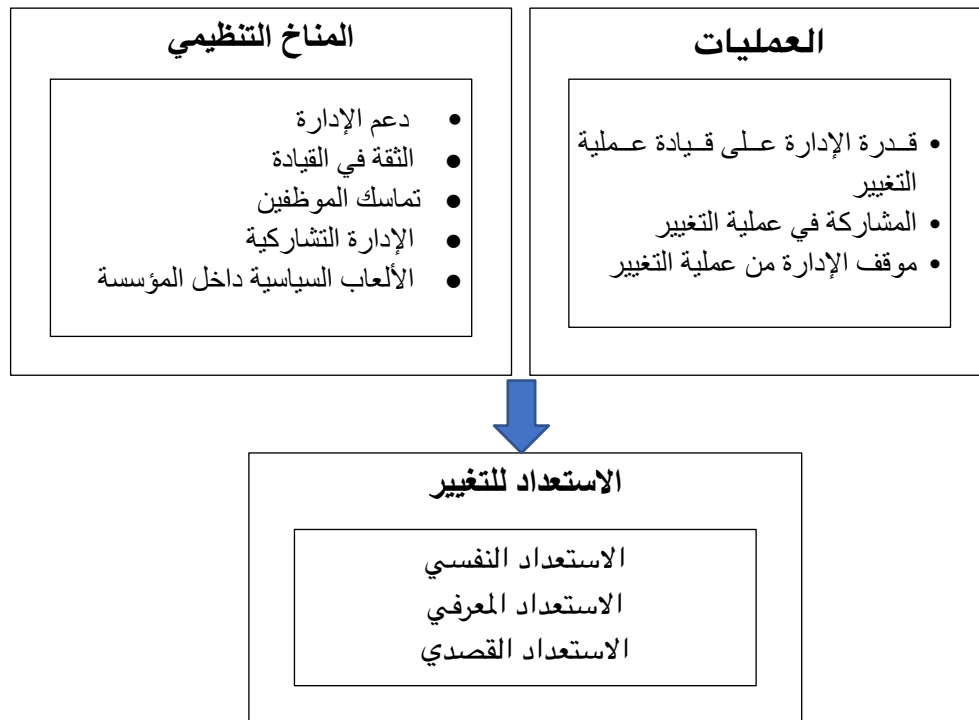 العمليات
• قدرة الإدارة على قيادة عملية
التغيير
• المشاركة في عملية التغيير
• موقف الإدارة من عملية التغيير
المناخ التنظيمي
• دعم الإدارة
• الثقة في القيادة
• تماسك الموظفين
• الإدارة التشاركية
• الألعاب السياسية داخل المؤسسة
الاستعداد للتغيير
الاستعداد النفسي
الاستعداد المعرفي
الاستعداد القصدي